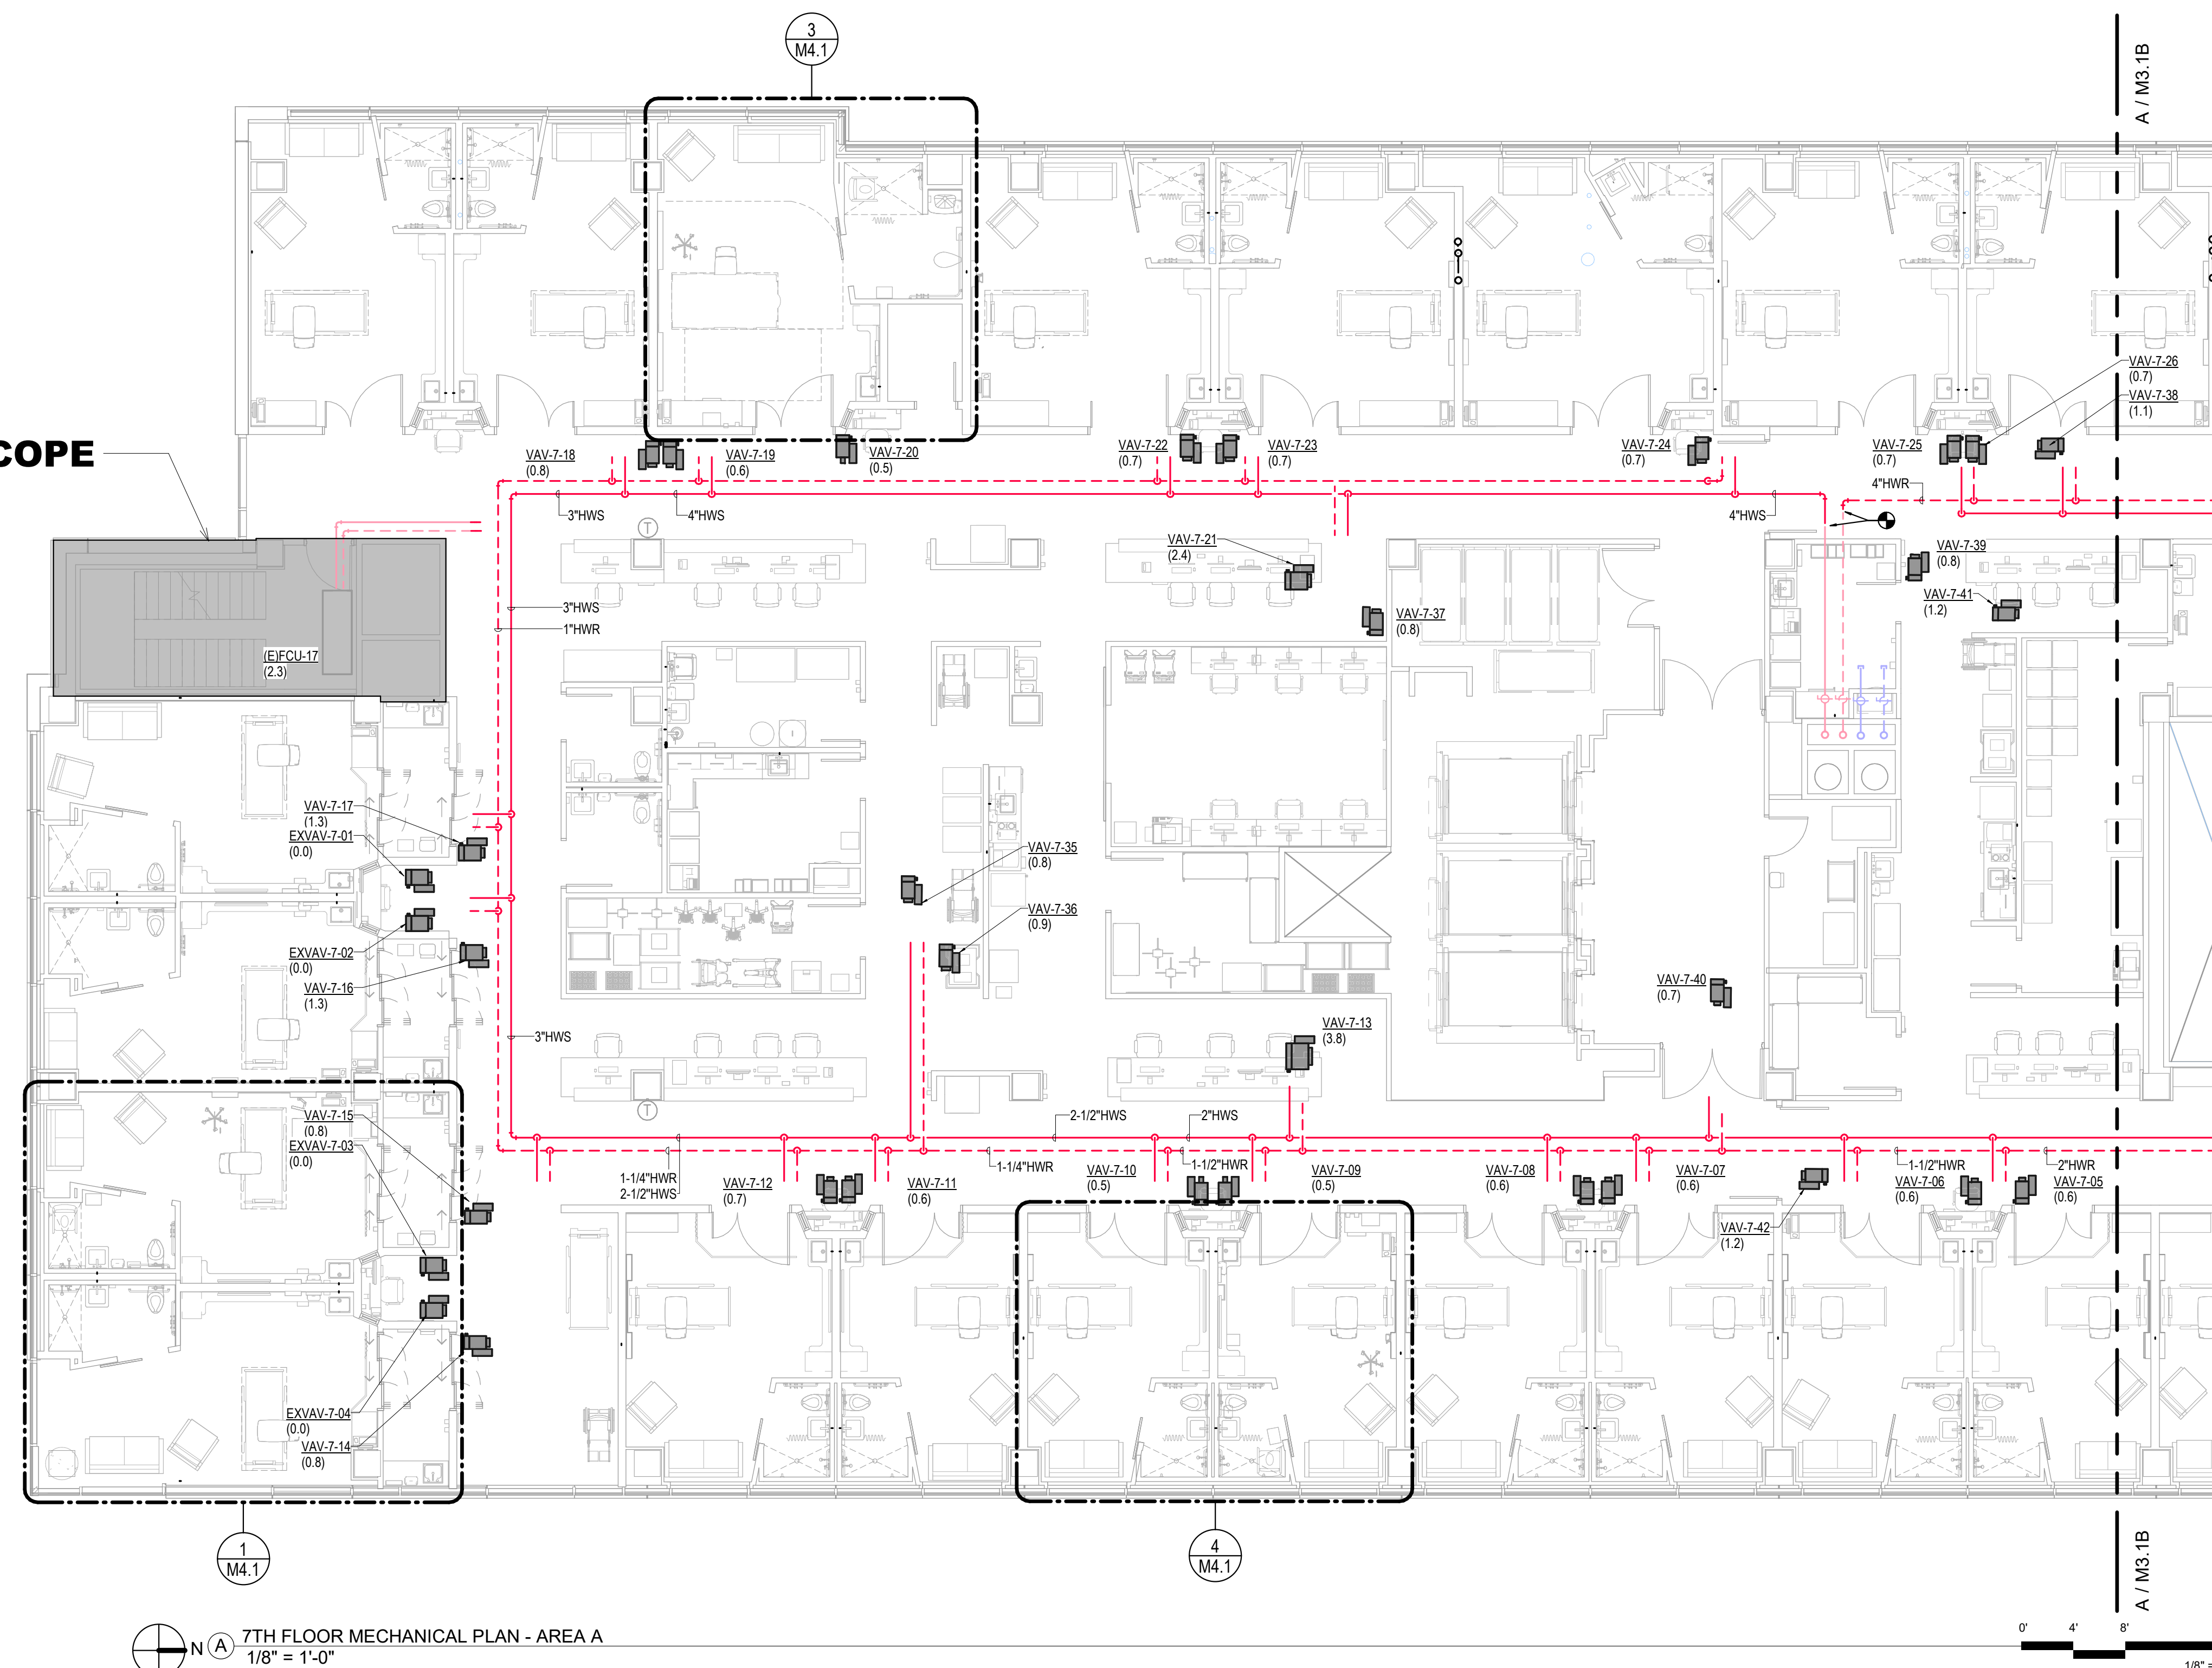 3
M4.1
A / M3.1B
COPE
VAV-7-26
(0.7)
VAV-7-38
(1.1)
VAV-7-18
(0.8)
VAV-7-19
(0.6)
VAV-7-20
(0.5)
VAV-7-22
(0.7)
VAV-7-23
(0.7)
VAV-7-24
(0.7)
VAV-7-25
(0.7)
4"HWR
3"HWS
4"HWS
4"HWS
T
VAV-7-21
(2.4)
VAV-7-39
(0.8)
VAV-7-41
(1.2)
3"HWS
1"HWR
VAV-7-37
(0.8)
(E)FCU-17
(2.3)
VAV-7-17
(1.3)
EXVAV-7-01
(0.0)
VAV-7-35
(0.8)
VAV-7-36
(0.9)
EXVAV-7-02
(0.0)
VAV-7-16
(1.3)
VAV-7-40
(0.7)
3"HWS
VAV-7-13
(3.8)
T
2-1/2"HWS
2"HWS
VAV-7-15
(0.8)
EXVAV-7-03
(0.0)
1-1/4"HWR
2-1/2"HWS
VAV-7-12
(0.7)
VAV-7-11
(0.6)
1-1/4"HWR
VAV-7-10
(0.5)
1-1/2"HWR
VAV-7-09
(0.5)
VAV-7-08
(0.6)
VAV-7-07
(0.6)
VAV-7-42
(1.2)
1-1/2"HWR
VAV-7-06
(0.6)
2"HWR
VAV-7-05
(0.6)
EXVAV-7-04
(0.0)
VAV-7-14
(0.8)
1
M4.1
4
M4.1
A / M3.1B
N
A
7TH FLOOR MECHANICAL PLAN - AREA A
1/8" = 1'-0"
0'
4'
8'
1/8" =